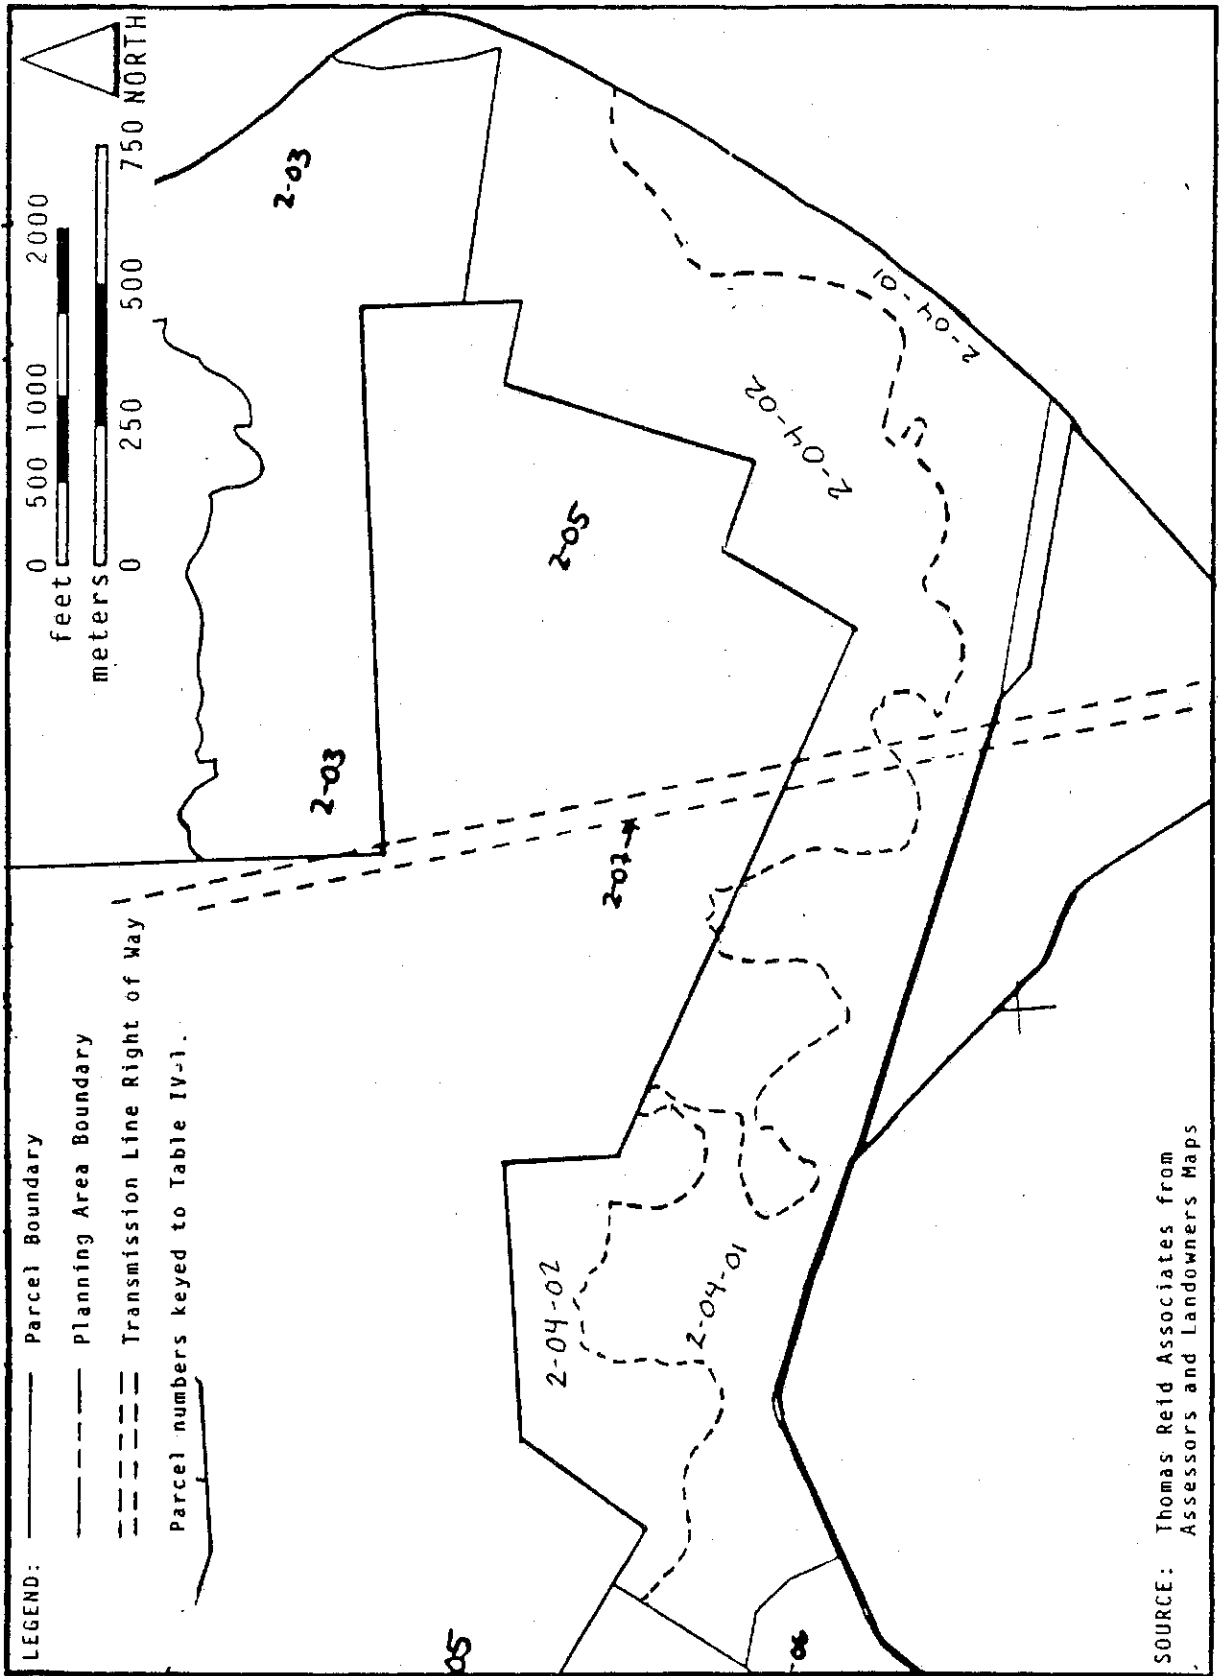 LEGEND:
Parcel Boundary
Planning Area Boundary
Transmission Line Right of Way
Parcel numbers keyed to Table IV-1.
0 500 1000 2000
feet
meters
0 250 500 750
NORTH
2-03
2-03
2-05
2-07
2-04-02
2-04-01
2-04-02
2-04-01
05
-06
SOURCE: Thomas Reid Associates from
Assessors and Landowners Maps